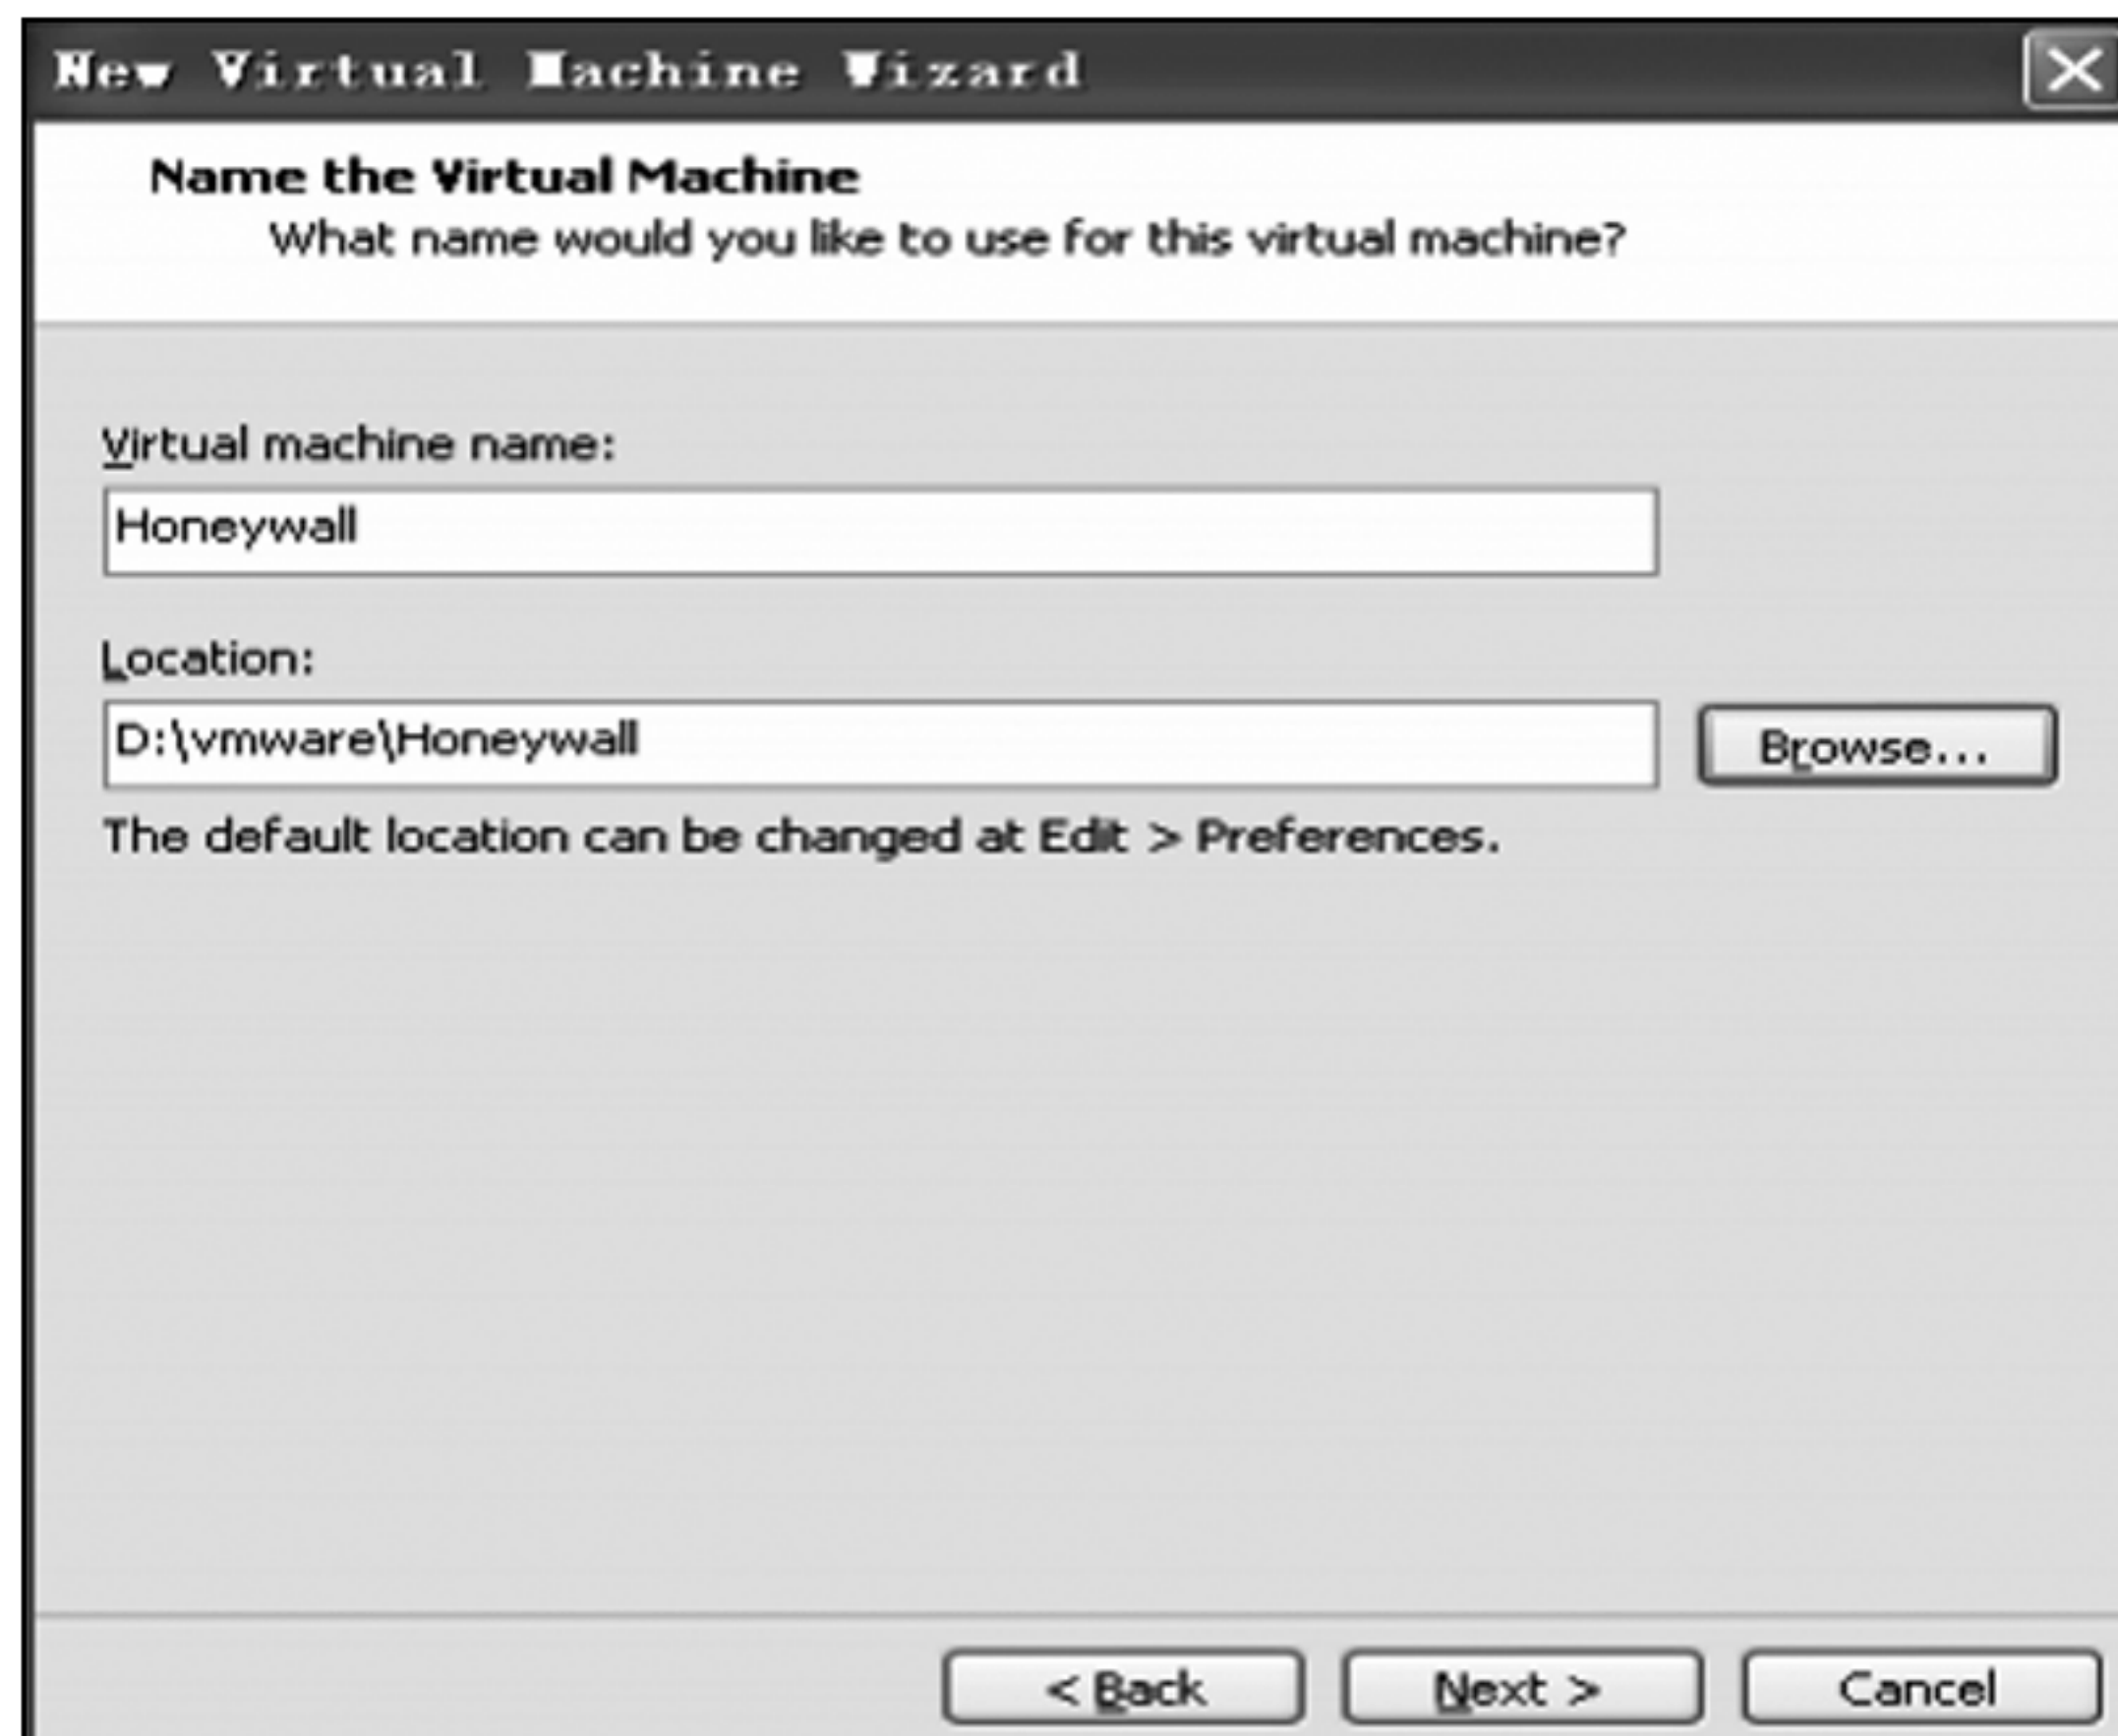 New Virtual Machine Wizard
Name the Virtual Machine
What name would you like to use for this virtual machine?
Virtual machine name:
Honeywall
Location:
D:\vmware\Honeywall
Browse...
The default location can be changed at Edit > Preferences.
< Back
Next >
Cancel